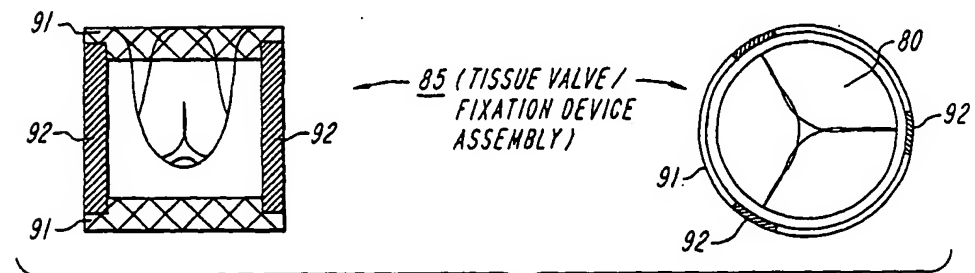 91
92
92
91
85 (TISSUE VALVE/
FIXATION DEVICE
ASSEMBLY)
80
92
91
92